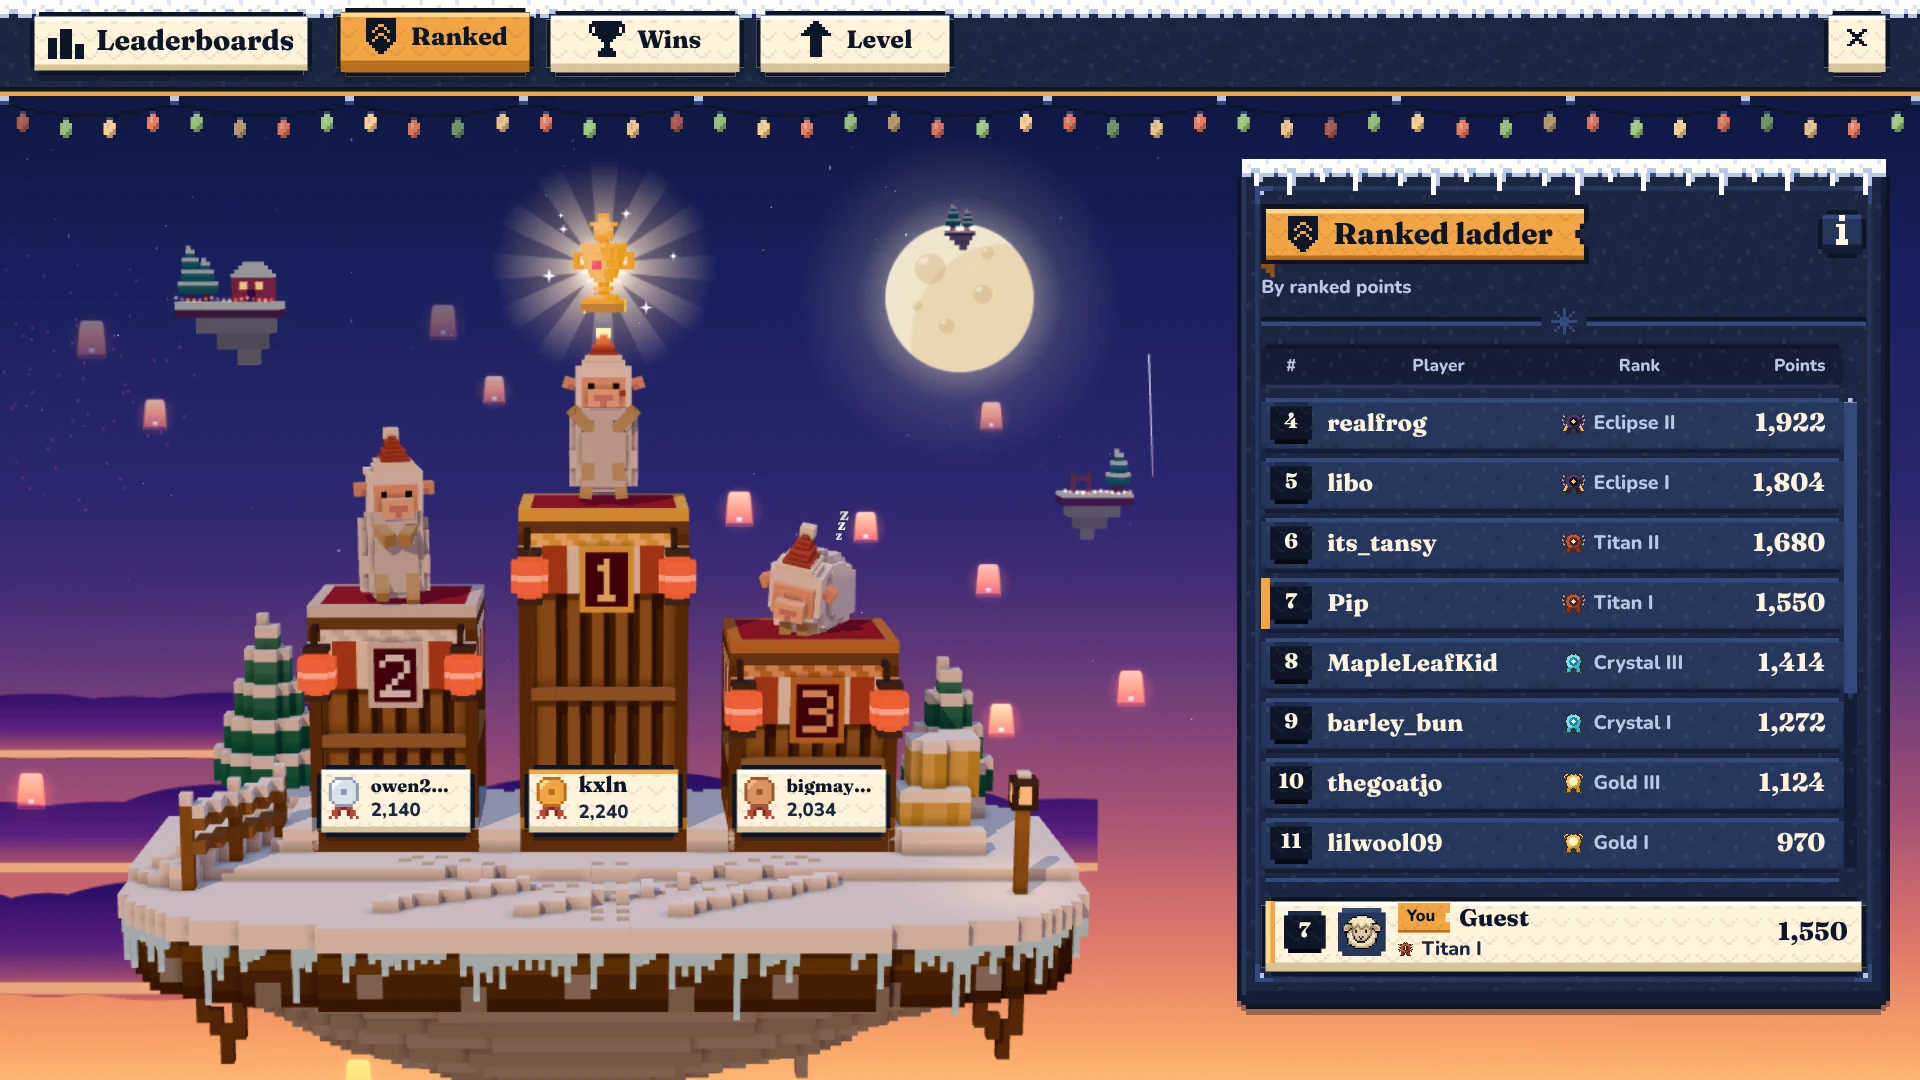 Leaderboards
Ranked
Wins
Level
Ranked ladder
i
By ranked points
# Player Rank Points
4 realfrog Eclipse II 1,922
5 libo Eclipse I 1,804
6 its_tansy Titan II 1,680
7 Pip Titan I 1,550
8 MapleLeafKid Crystal III 1,414
9 barley_bun Crystal I 1,272
10 thegoatjo Gold III 1,124
11 lilwool09 Gold I 970
7 You Guest 1,550
Titan I
z
z
z
1
2
3
owen2...
2,140
kxln
2,240
bigmay...
2,034